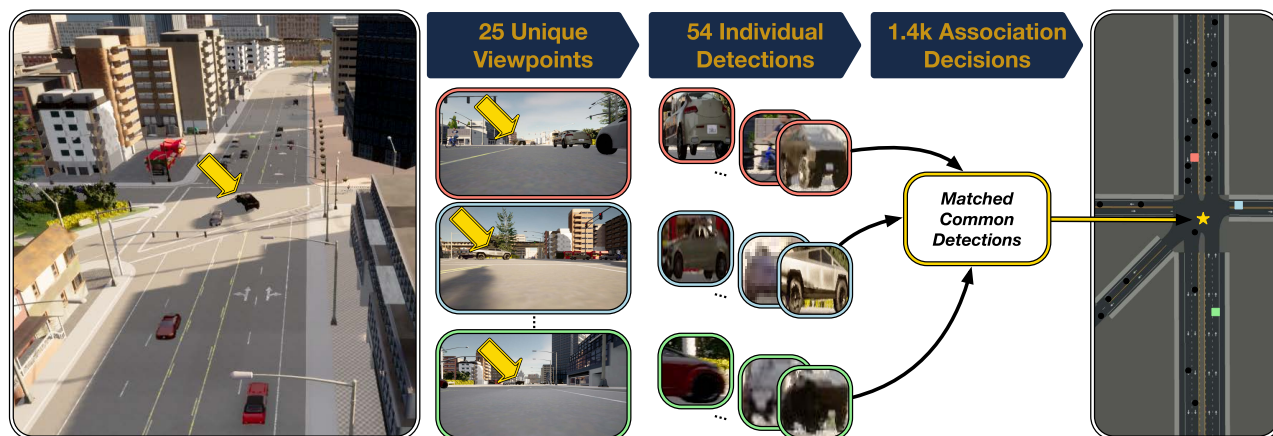 25 Unique
Viewpoints
54 Individual
Detections
1.4k Association
Decisions
...
...
...
...
Matched
Common
Detections